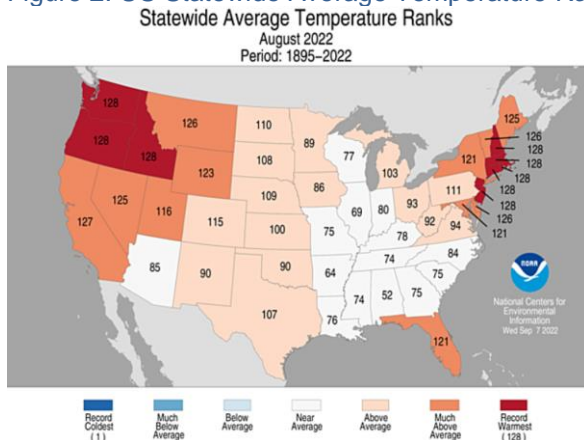 Figure 2. US Statewide Average Temperature Ra
Statewide Average Temperature Ranks
August 2022
Period: 1895–2022
128
128
128
126
110
89
77
103
125
126
128
128
128
128
128
126
121
121
123
108
86
69
80
93
111
127
125
116
115
109
100
75
78
92
94
85
90
90
64
74
84
75
107
76
74
52
75
121
NOAA
National Centers for
Environmental
Information
Wed Sep 7 2022
Record
Coldest
(1)
Much
Below
Average
Below
Average
Near
Average
Above
Average
Much
Above
Average
Record
Warmest
(128)